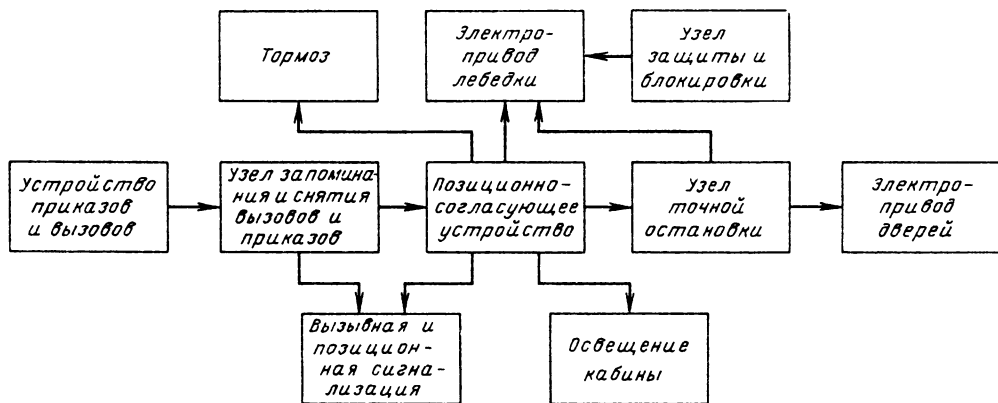 Тормоз
Электро-
привод
лебедки
Узел
защиты и
блокировки
Устройство
приказов
и вызовов
Узел запомина-
ния и снятия
вызовов и
приказов
Позиционно-
согласующее
устройство
Узел
точной
остановки
Электро-
привод
дверей
Вызывная и
позицион-
ная сигна-
лизация
Освещение
кабины